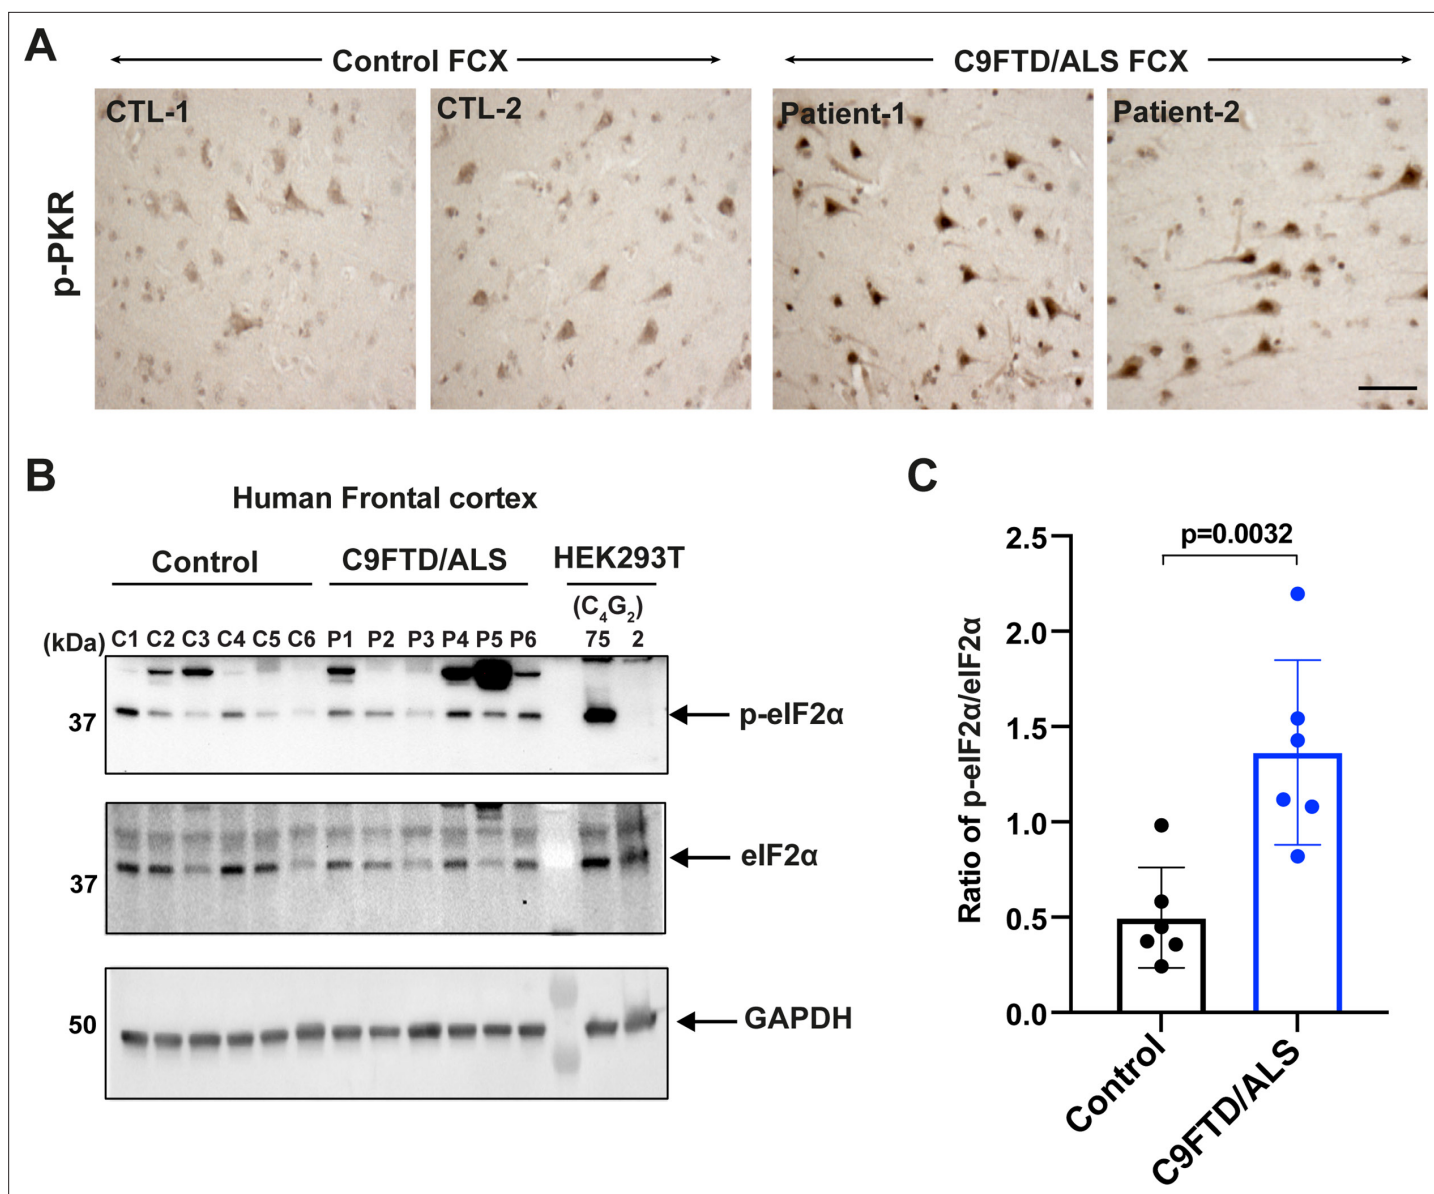 A
Control FCX
C9FTD/ALS FCX
CTL-1
CTL-2
Patient-1
Patient-2
p-PKR
B
Human Frontal cortex
Control
C9FTD/ALS
HEK293T
(C₄G₂)
(kDa) C1 C2 C3 C4 C5 C6 P1 P2 P3 P4 P5 P6 75 2
37
p-eIF2α
37
eIF2α
50
GAPDH
C
p=0.0032
Ratio of p-eIF2α/eIF2α
2.5
2.0
1.5
1.0
0.5
0.0
Control
C9FTD/ALS